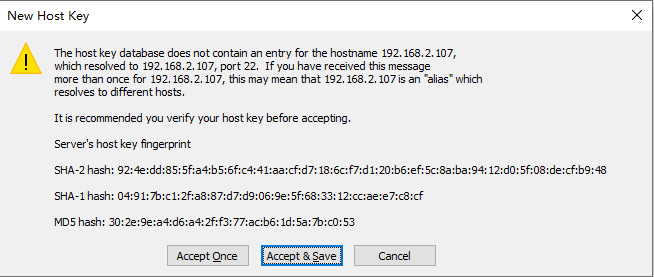 New Host Key
The host key database does not contain an entry for the hostname 192.168.2.107,
which resolved to 192.168.2.107, port 22.  If you have received this message
more than once for 192.168.2.107, this may mean that 192.168.2.107 is an "alias" which
resolves to different hosts.
It is recommended you verify your host key before accepting.
Server's host key fingerprint
SHA-2 hash: 92:4e:dd:85:5f:a4:b5:6f:c4:41:aa:cf:d7:18:6c:f7:d1:20:b6:ef:5c:8a:ba:94:12:d0:5f:08:de:cf:b9:48
SHA-1 hash: 04:91:7b:c1:2f:a8:87:d7:d9:06:9e:5f:68:33:12:cc:ae:e7:c8:cf
MD5 hash: 30:2e:9e:a4:d6:a4:2f:f3:77:ac:b6:1d:5a:7b:c0:53
Accept Once Accept & Save Cancel